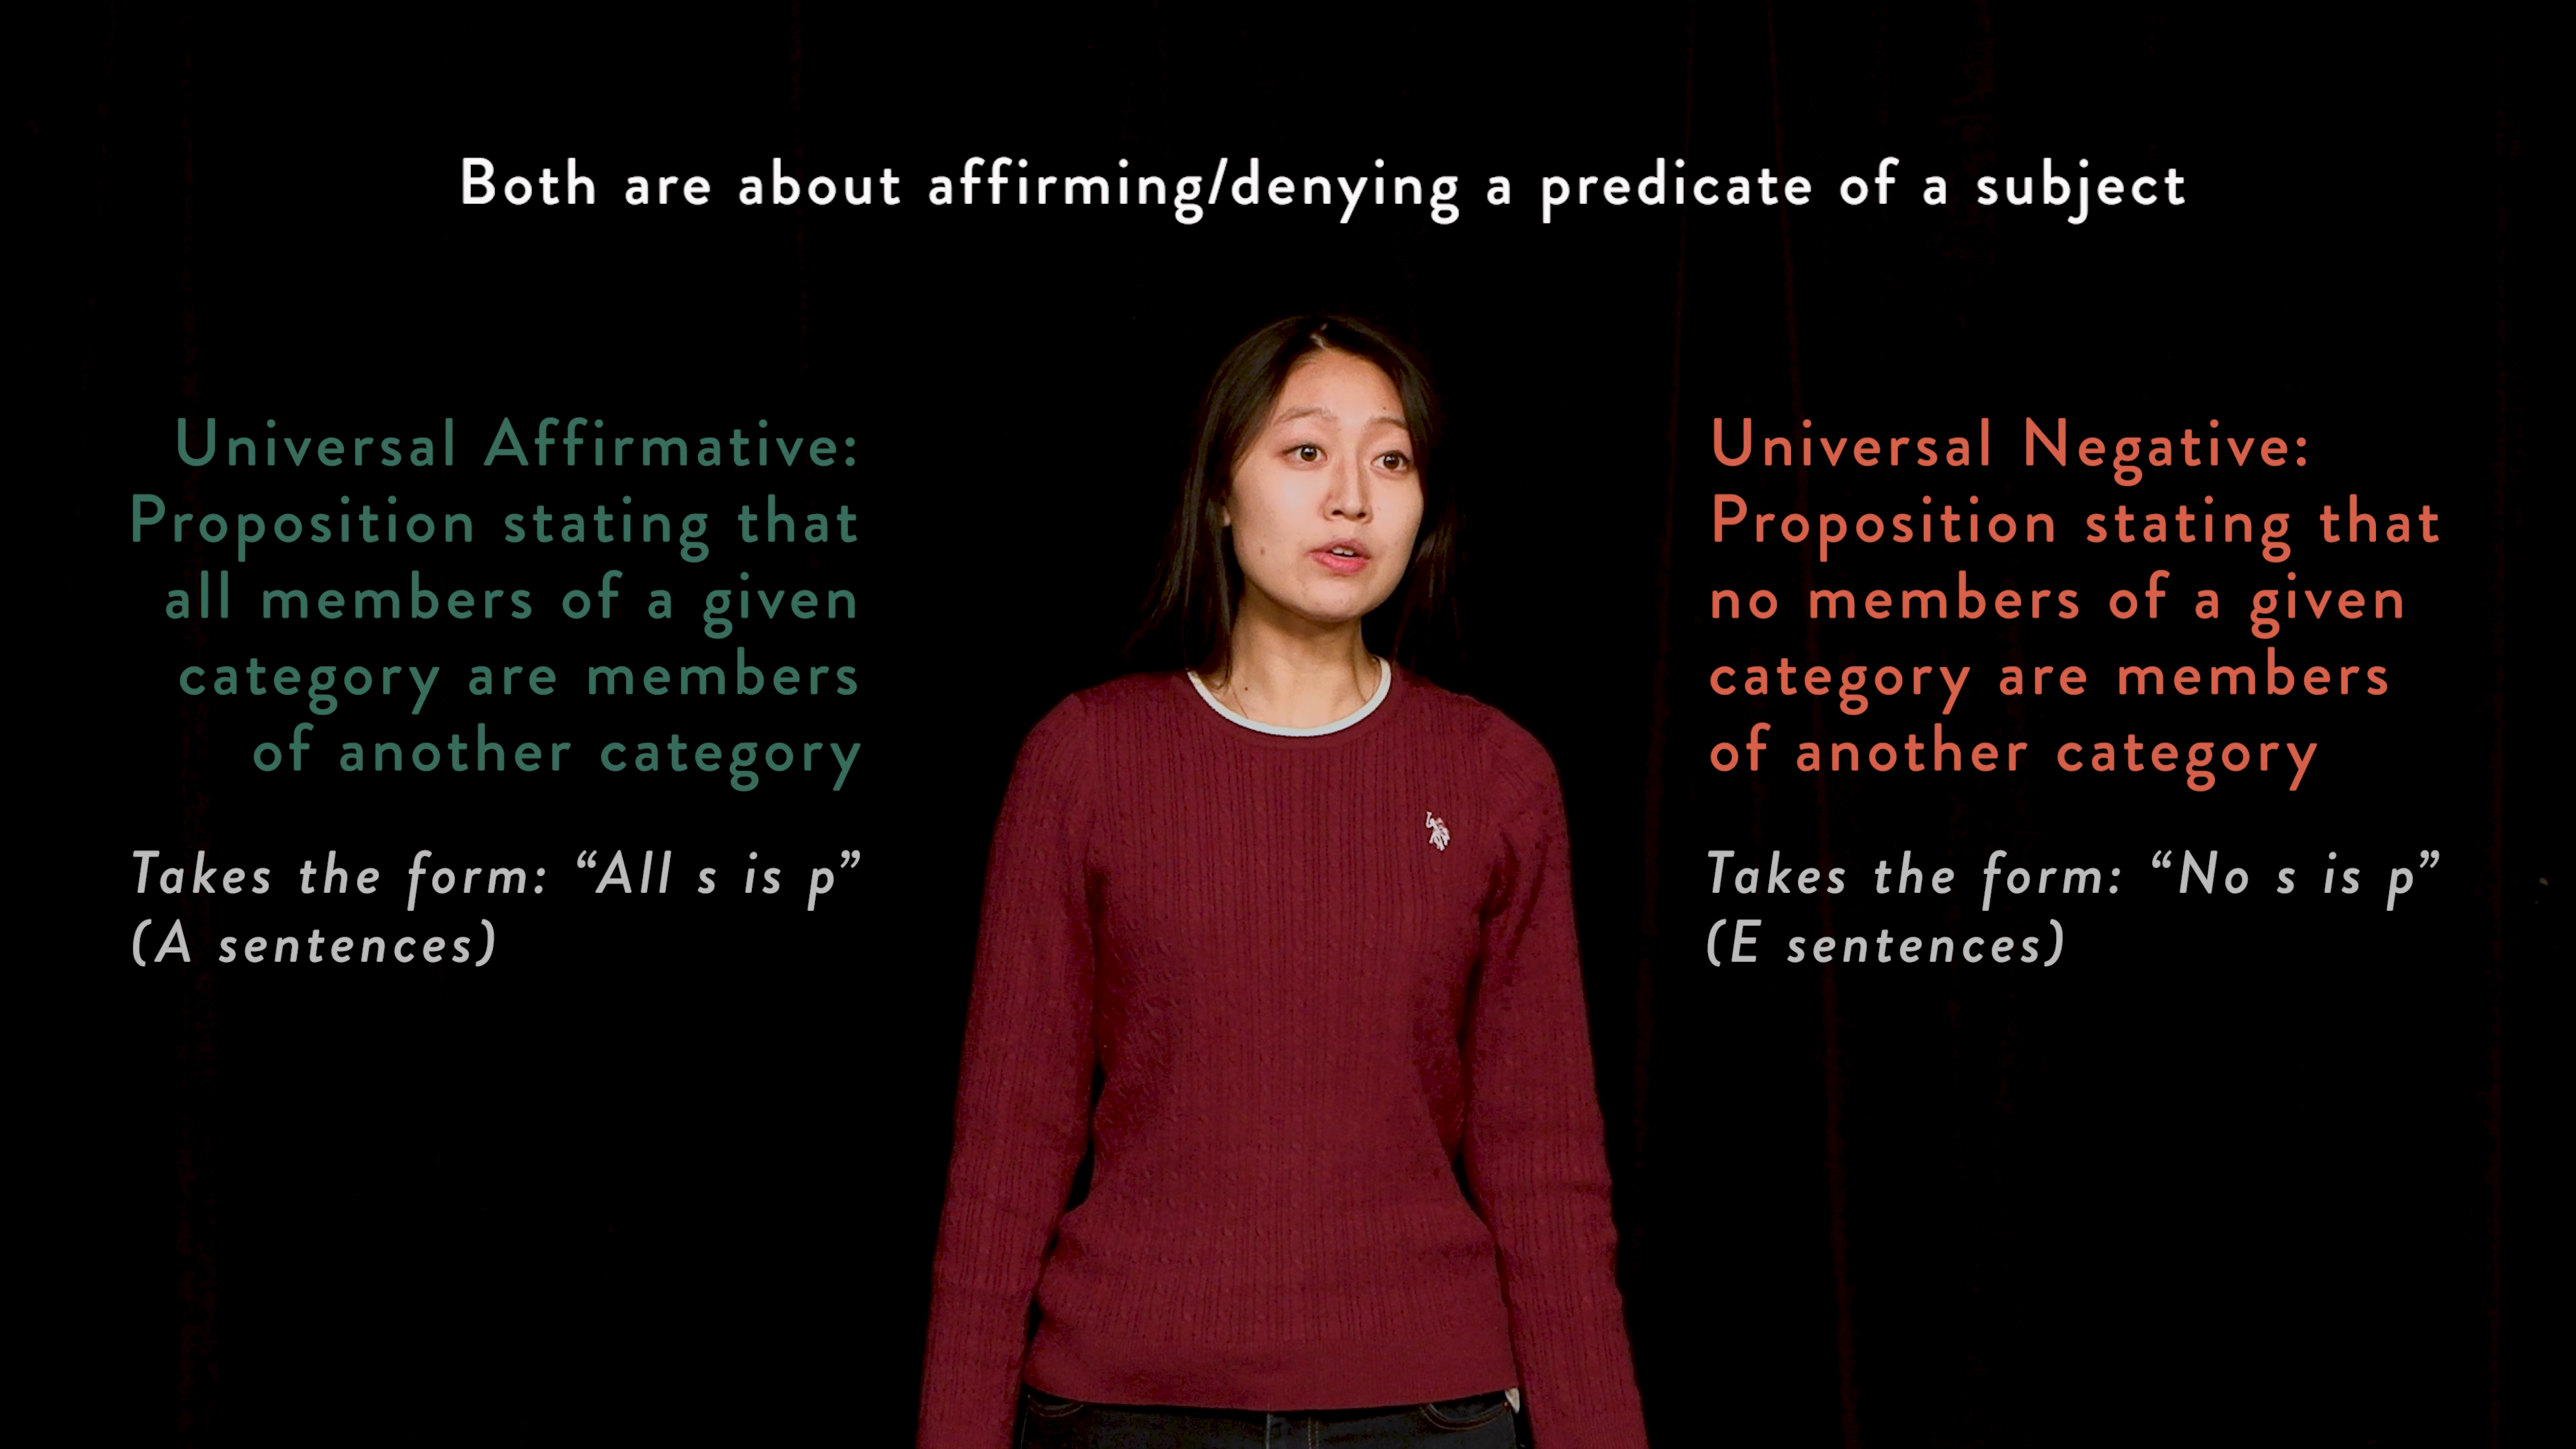 Both are about affirming/denying a predicate of a subject
Universal Affirmative:
Proposition stating that
all members of a given
category are members
of another category
Takes the form: “All s is p”
(A sentences)
Universal Negative:
Proposition stating that
no members of a given
category are members
of another category
Takes the form: “No s is p”
(E sentences)